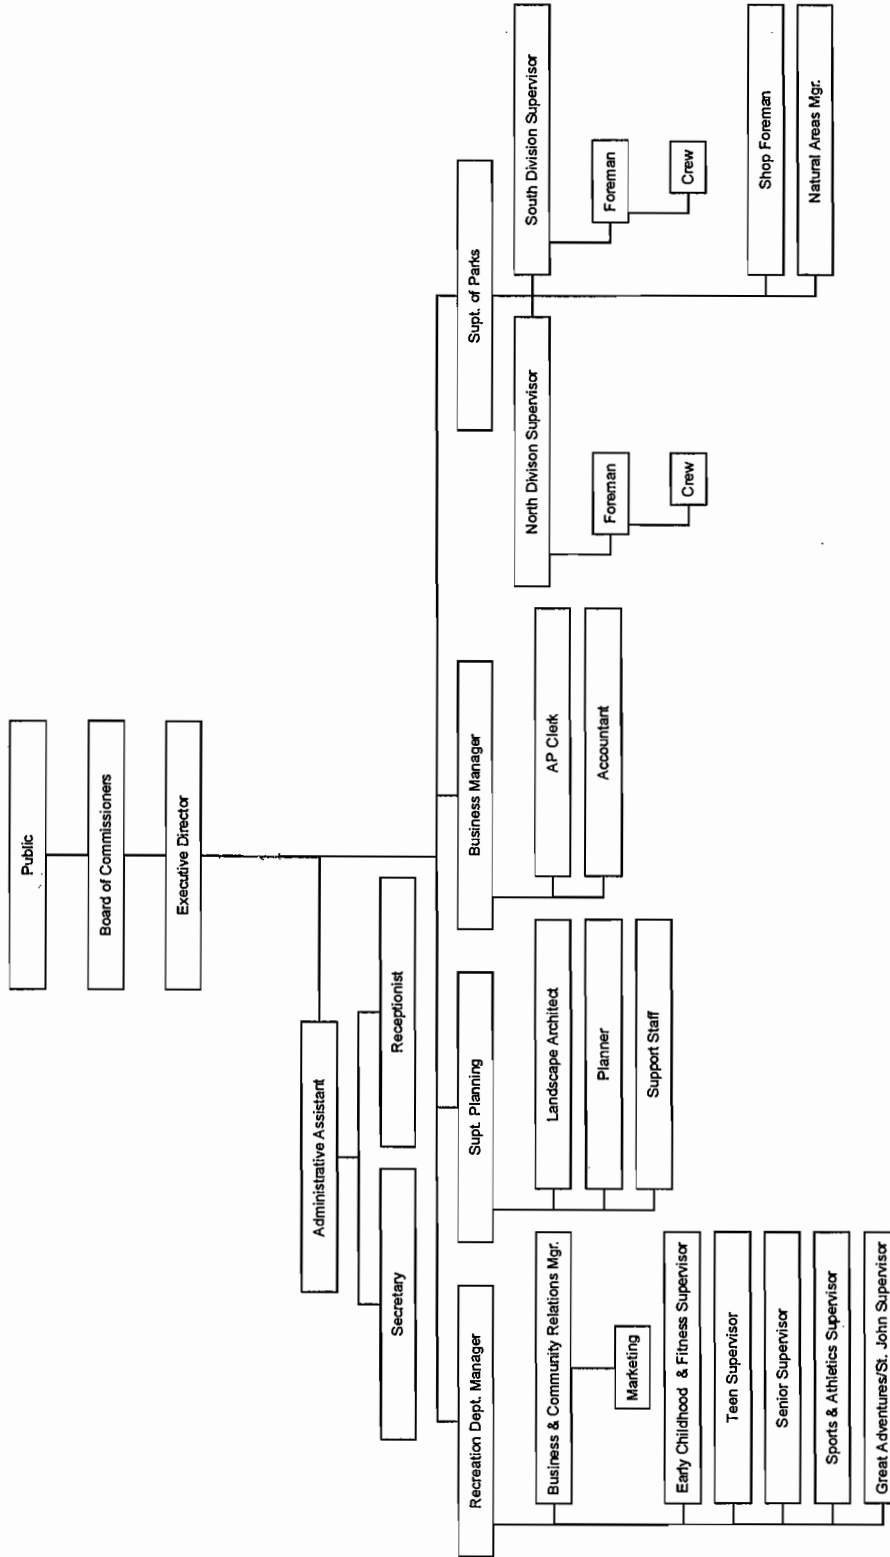 Public
Board of Commissioners
Executive Director
Administrative Assistant
Secretary
Receptionist
Recreation Dept. Manager
Supt. Planning
Business Manager
Supt. of Parks
Business & Community Relations Mgr.
Marketing
Early Childhood & Fitness Supervisor
Teen Supervisor
Senior Supervisor
Sports & Athletics Supervisor
Great Adventures/St. John Supervisor
Landscape Architect
Planner
Support Staff
AP Clerk
Accountant
North Divison Supervisor
Foreman
Crew
South Division Supervisor
Foreman
Crew
Shop Foreman
Natural Areas Mgr.